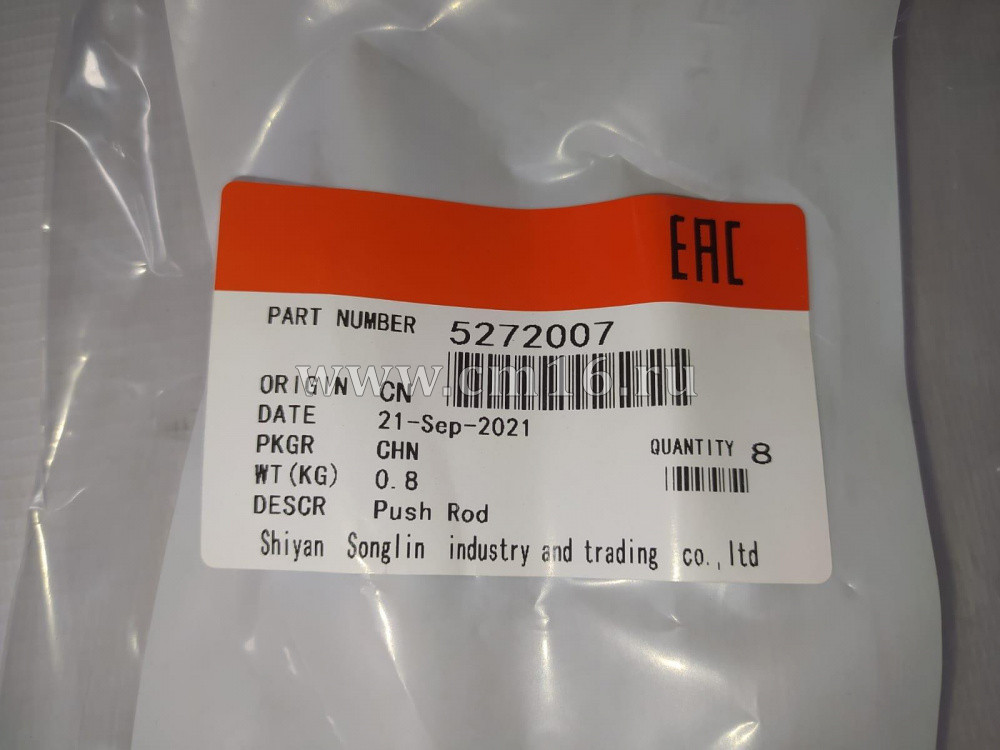 EAC
PART NUMBER 5272007
www.cm16.ru
ORIGIN CN
DATE 21-Sep-2021
PKGR CHN
QUANTITY 8
WT(KG) 0.8
DESCR Push Rod
Shiyan Songlin industry and trading co.,ltd